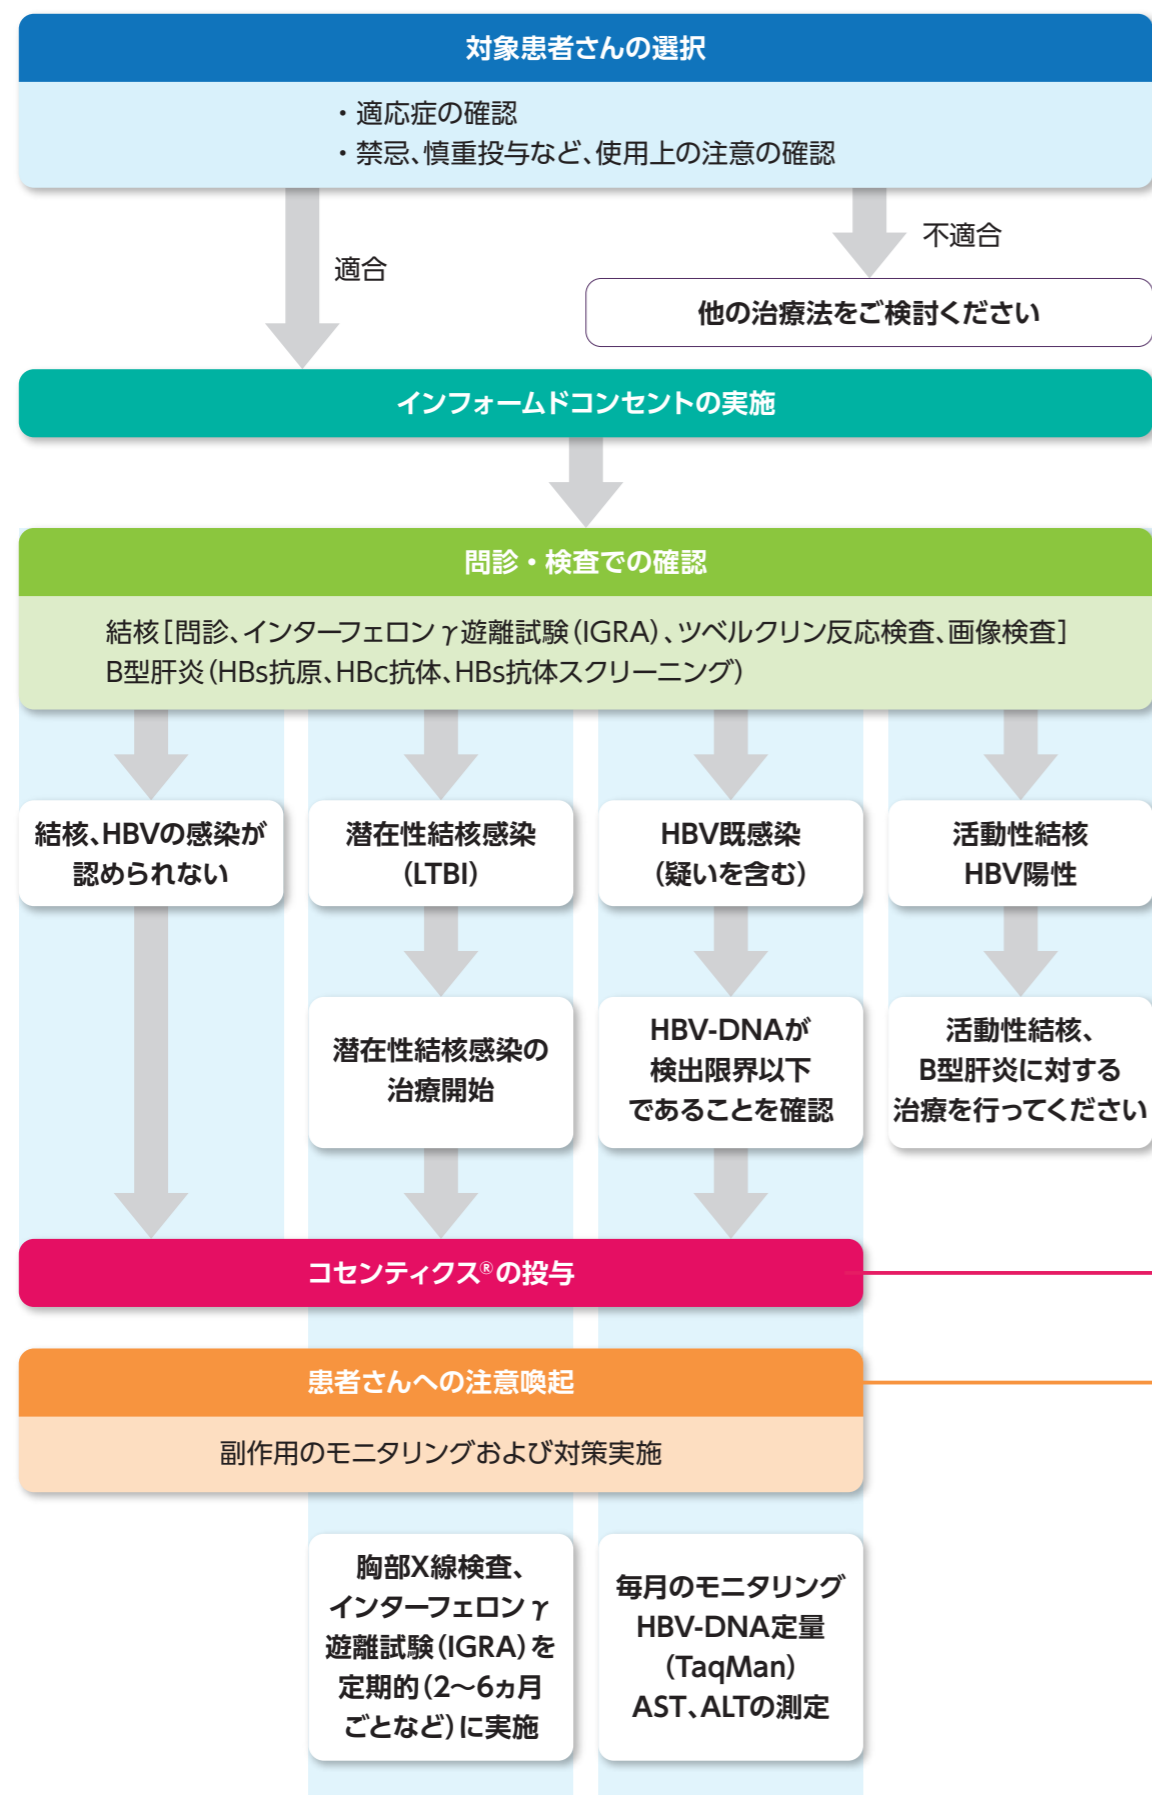 対象患者さんの選択
・適応症の確認
・禁忌、慎重投与など、使用上の注意の確認
適合
不適合
他の治療法をご検討ください
インフォームドコンセントの実施
問診・検査での確認
結核[問診、インターフェロンγ遊離試験(IGRA)、ツベルクリン反応検査、画像検査]
B型肝炎(HBs抗原、HBc抗体、HBs抗体スクリーニング)
結核、HBVの感染が
認められない
潜在性結核感染
(LTBI)
HBV既感染
(疑いを含む)
活動性結核
HBV陽性
潜在性結核感染の
治療開始
HBV-DNAが
検出限界以下
であることを確認
活動性結核、
B型肝炎に対する
治療を行ってください
コセンティクス®の投与
患者さんへの注意喚起
副作用のモニタリングおよび対策実施
胸部X線検査、
インターフェロンγ
遊離試験(IGRA)を
定期的(2〜6ヵ月
ごとなど)に実施
毎月のモニタリング
HBV-DNA定量
(TaqMan)
AST、ALTの測定